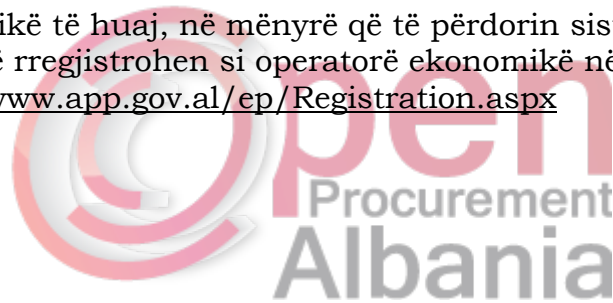 ikë të huaj, në mënyrë që të përdorin sis
ë rregjistrohen si operatorë ekonomikë në
www.app.gov.al/ep/Registration.aspx
Open
Procurement
Albania